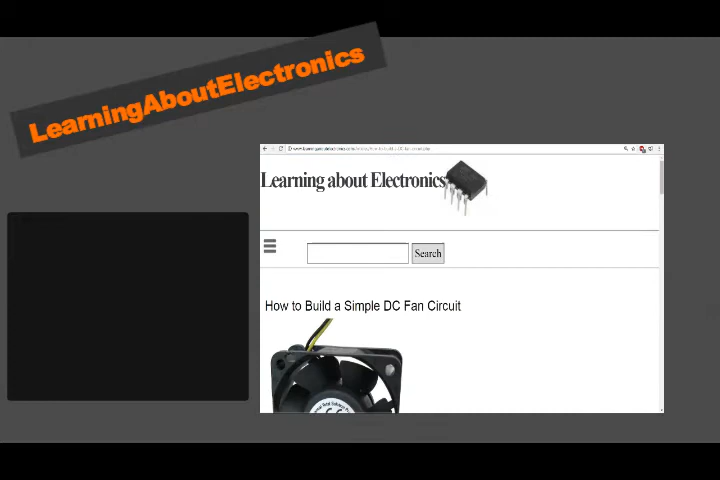 LearningAboutElectronics
Learning about Electronics
Search
How to Build a Simple DC Fan Circuit